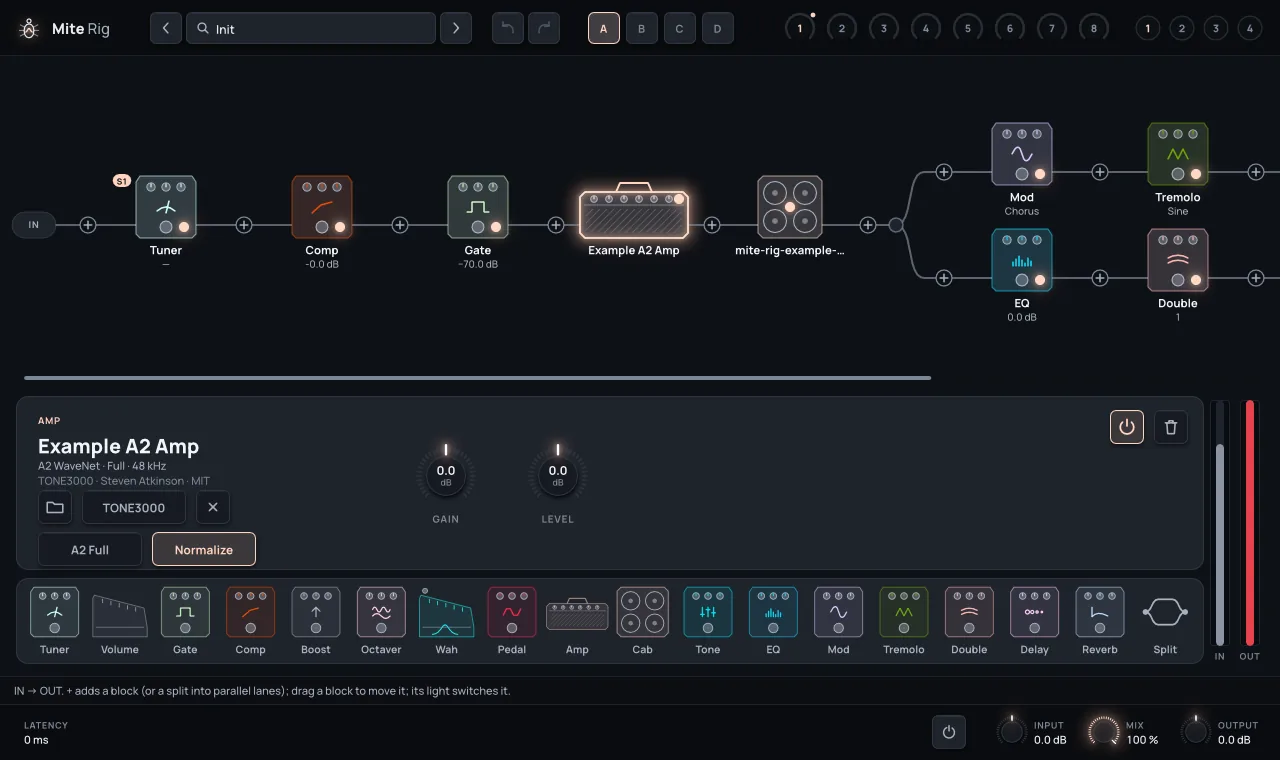 Mite Rig
Init
A B C D
1 2 3 4 5 6 7 8
1 2 3 4
S1
IN
Tuner
–
Comp
-0.0 dB
Gate
-70.0 dB
Example A2 Amp
mite-rig-example-...
Mod
Chorus
Tremolo
Sine
EQ
0.0 dB
Double
1
AMP
Example A2 Amp
A2 WaveNet · Full · 48 kHz
TONE3000 · Steven Atkinson · MIT
TONE3000
A2 Full
Normalize
0.0
dB
GAIN
0.0
dB
LEVEL
Tuner Volume Gate Comp Boost Octaver Wah Pedal Amp Cab Tone EQ Mod Tremolo Double Delay Reverb Split
IN OUT
IN → OUT. + adds a block (or a split into parallel lanes); drag a block to move it; its light switches it.
LATENCY
0 ms
INPUT
0.0 dB
MIX
100 %
OUTPUT
0.0 dB